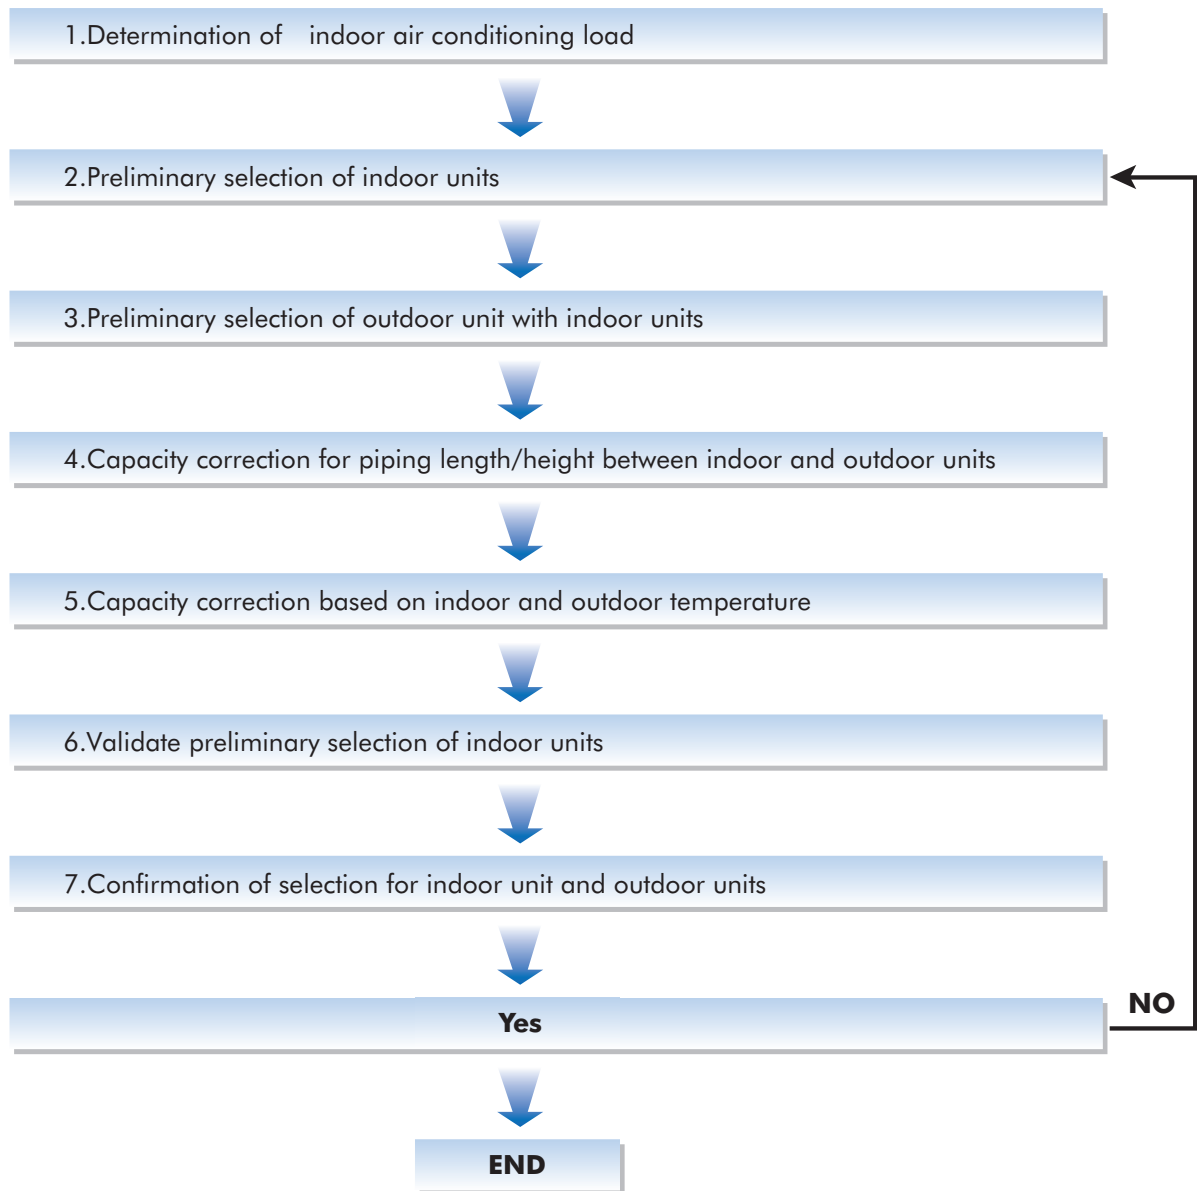 1.Determination of indoor air conditioning load
2.Preliminary selection of indoor units
3.Preliminary selection of outdoor unit with indoor units
4.Capacity correction for piping length/height between indoor and outdoor units
5.Capacity correction based on indoor and outdoor temperature
6.Validate preliminary selection of indoor units
7.Confirmation of selection for indoor unit and outdoor units
Yes
NO
END